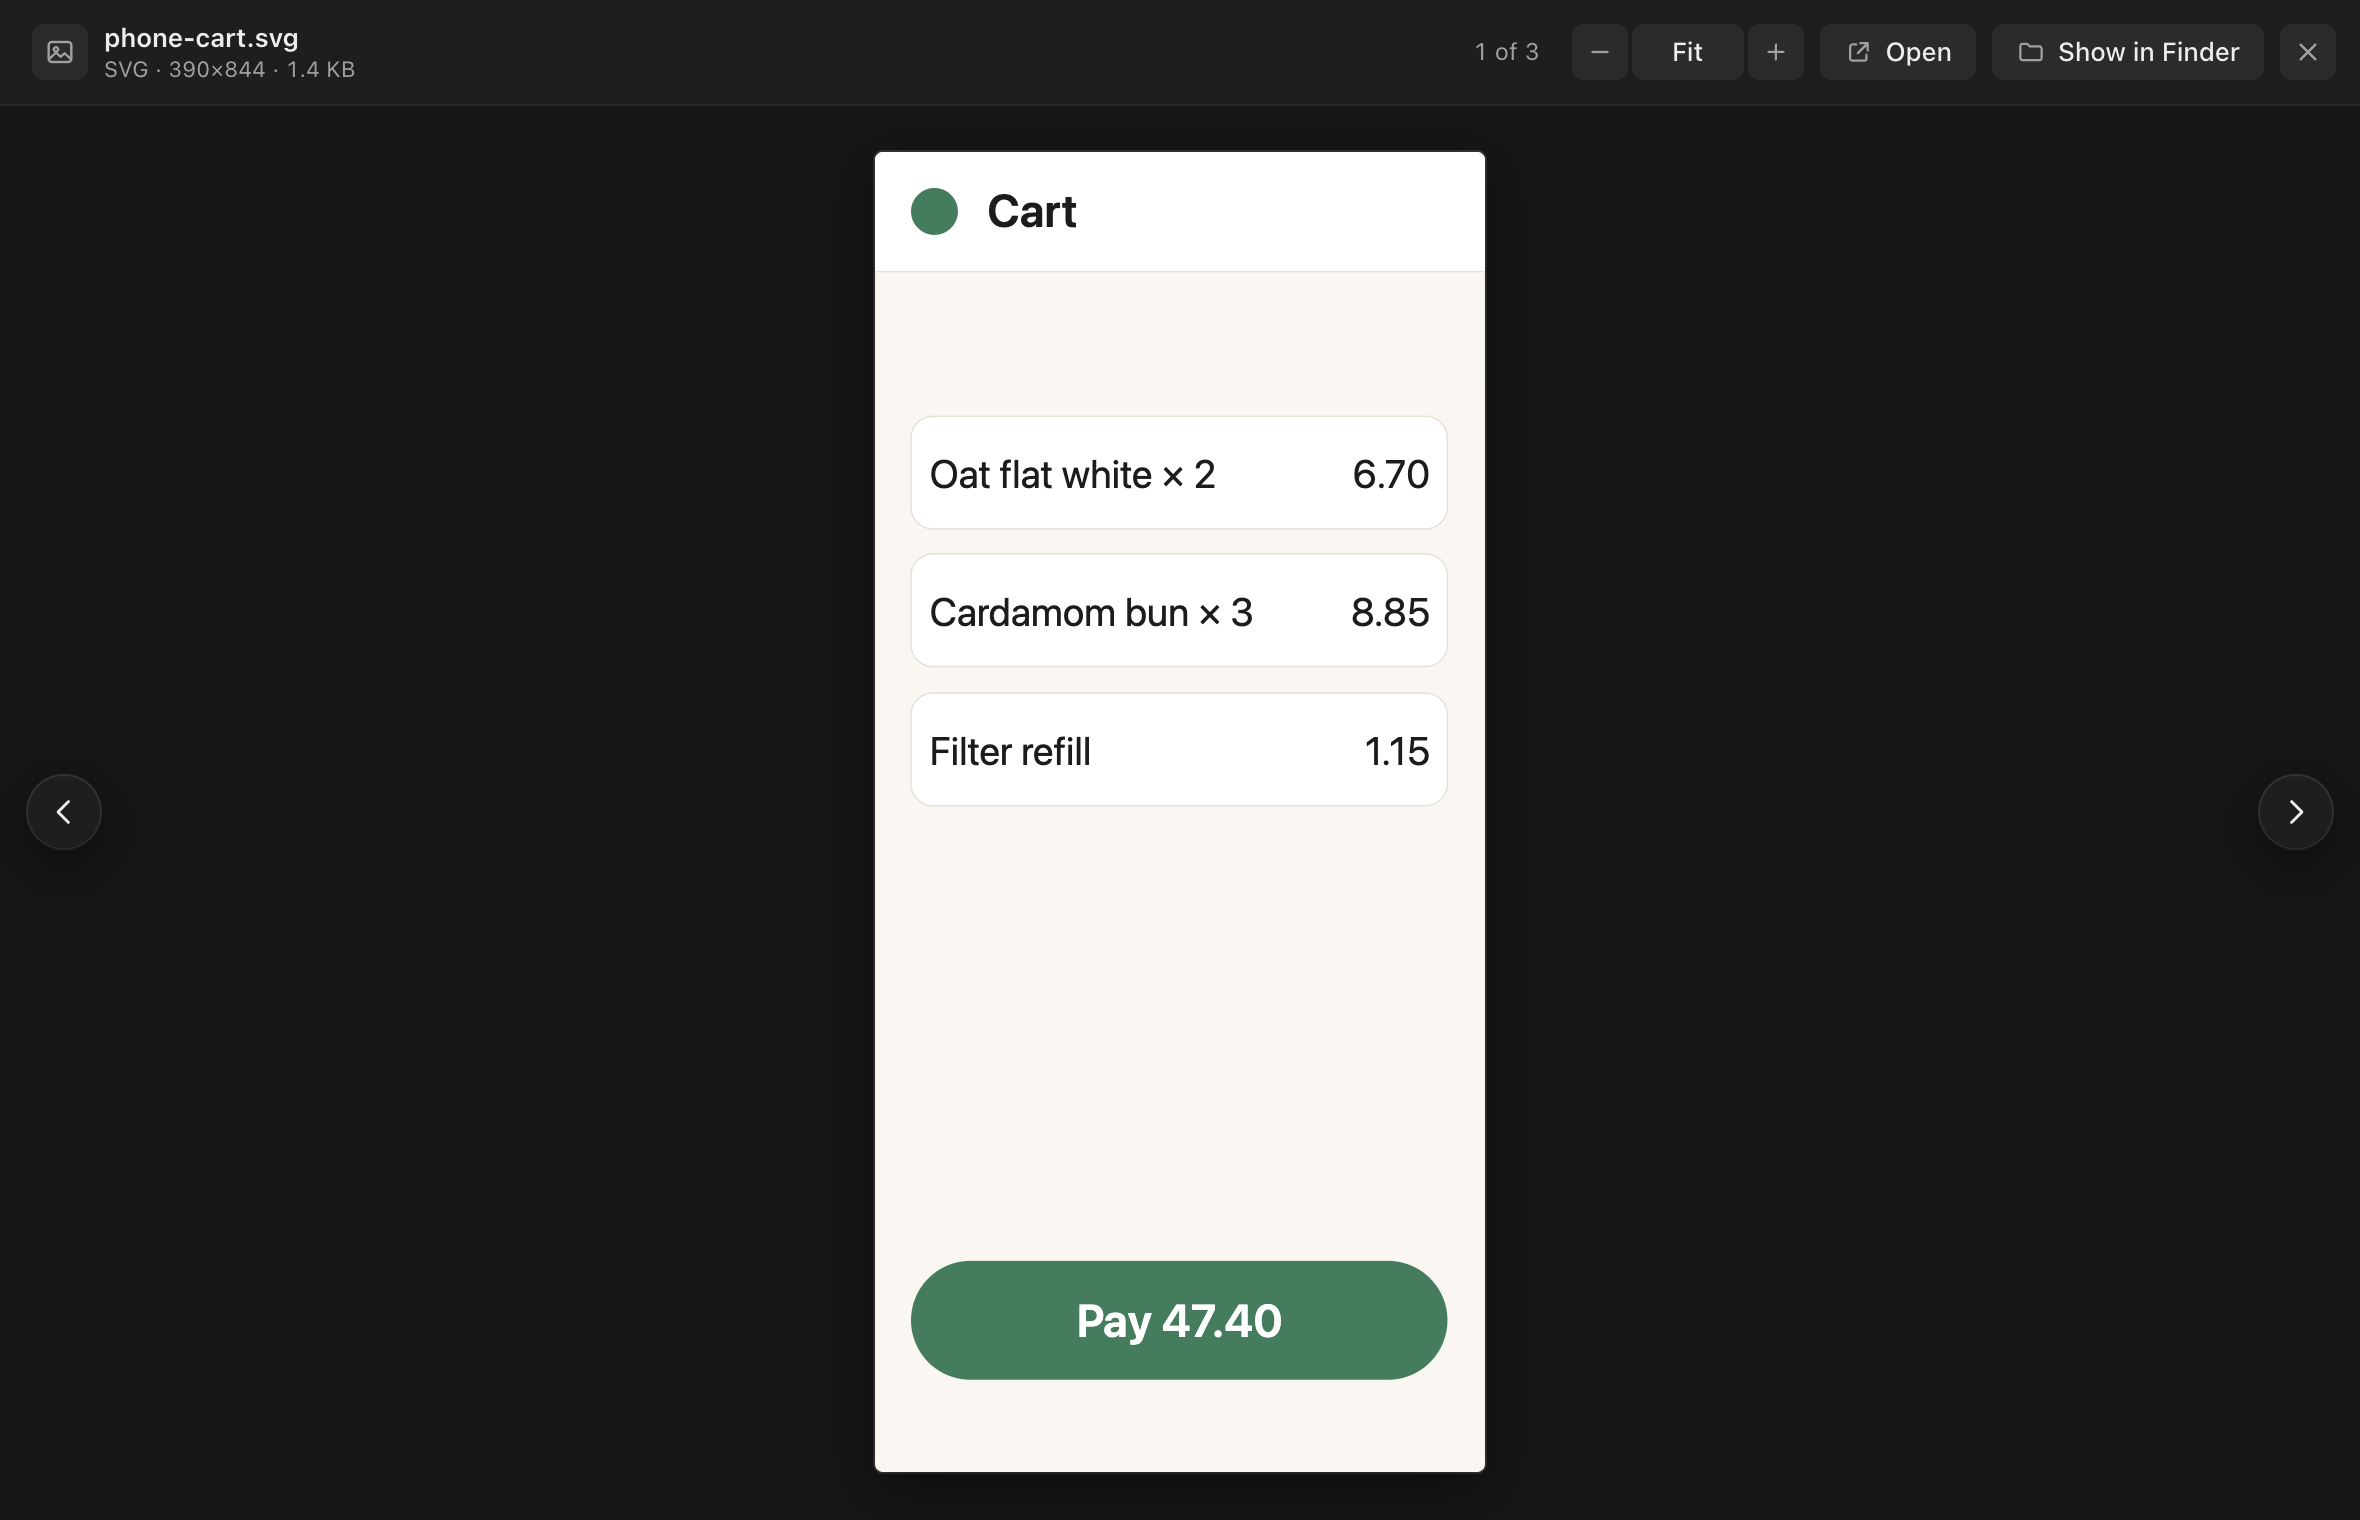 phone-cart.svg
SVG · 390×844 · 1.4 KB
1 of 3
Fit
Open
Show in Finder
Cart
Oat flat white × 2 6.70
Cardamom bun × 3 8.85
Filter refill 1.15
Pay 47.40